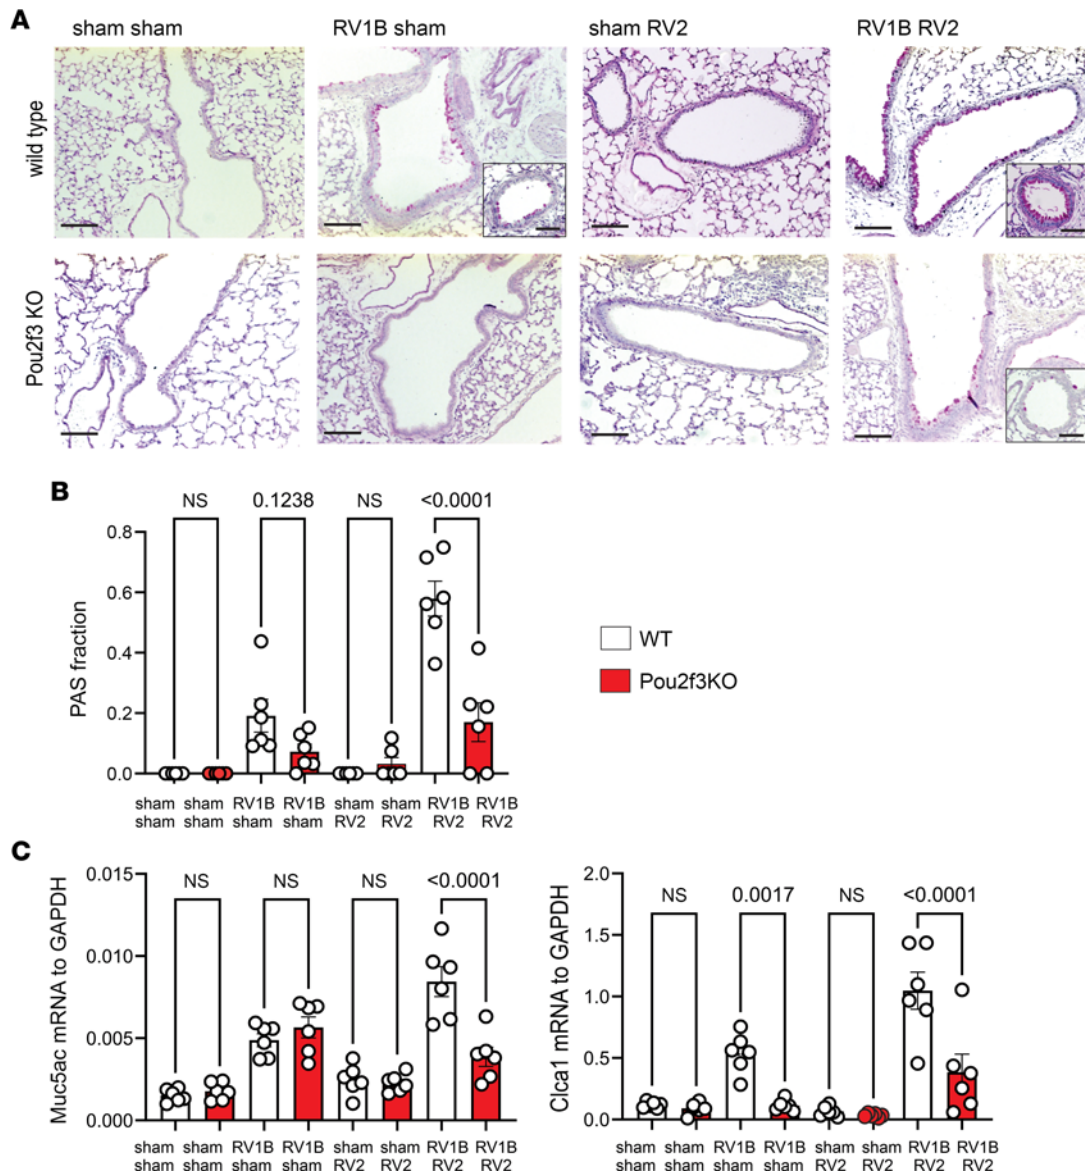 A
sham sham RV1B sham sham RV2 RV1B RV2
wild type
Pou2f3 KO
B
NS 0.1238 NS <0.0001
PAS fraction
0.8
0.6
0.4
0.2
0.0
sham sham RV1B RV1B sham sham RV1B RV1B
sham sham sham sham RV2 RV2 RV2 RV2
WT
Pou2f3KO
C
Muc5ac mRNA to GAPDH
NS NS NS <0.0001
0.015
0.010
0.005
0.000
sham sham RV1B RV1B sham sham RV1B RV1B
sham sham sham sham RV2 RV2 RV2 RV2
Clca1 mRNA to GAPDH
NS 0.0017 NS <0.0001
2.0
1.5
1.0
0.5
0.0
sham sham RV1B RV1B sham sham RV1B RV1B
sham sham sham sham RV2 RV2 RV2 RV2